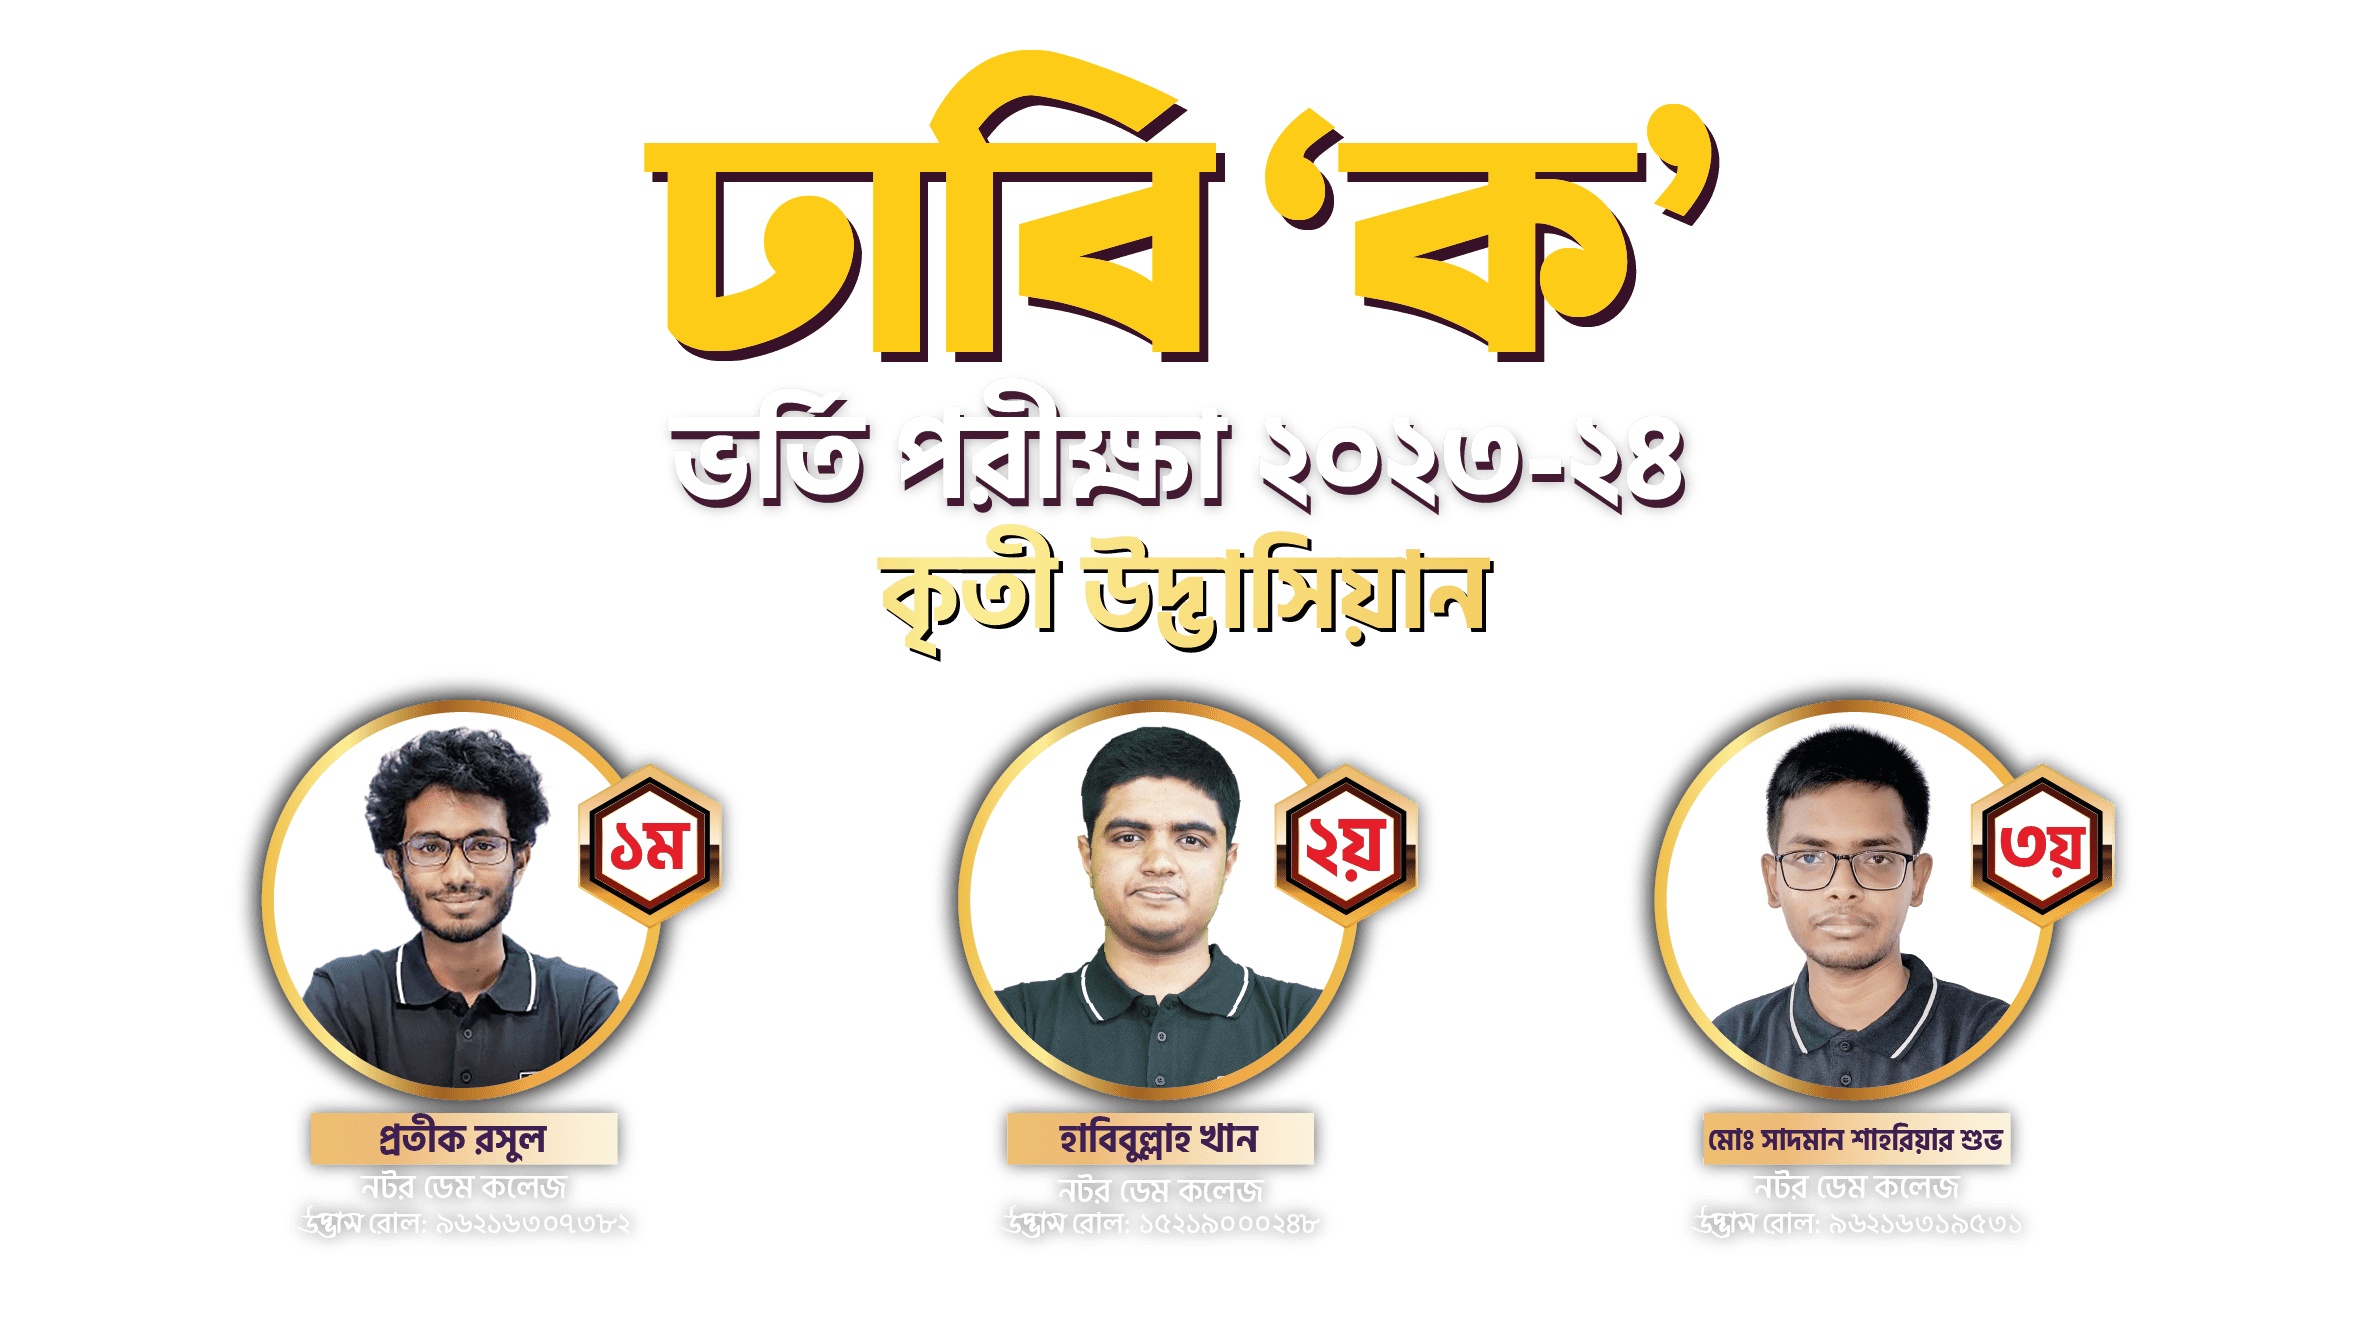 ঢাবি ‘ক’
ভর্তি পরীক্ষা ২০২৩-২৪
কৃতী উদ্ভাসিয়ান
১ম
২য়
৩য়
প্রতীক রসুল
নটর ডেম কলেজ
উদ্ভাস রোল: ৯৬২১৬৩০৭৩৮২
হাবিবুল্লাহ খান
নটর ডেম কলেজ
উদ্ভাস রোল: ১৫২১৯০০০২৪৮
মোঃ সাদমান শাহরিয়ার শুভ
নটর ডেম কলেজ
উদ্ভাস রোল: ৯৬২১৬৩১৯৫৩১